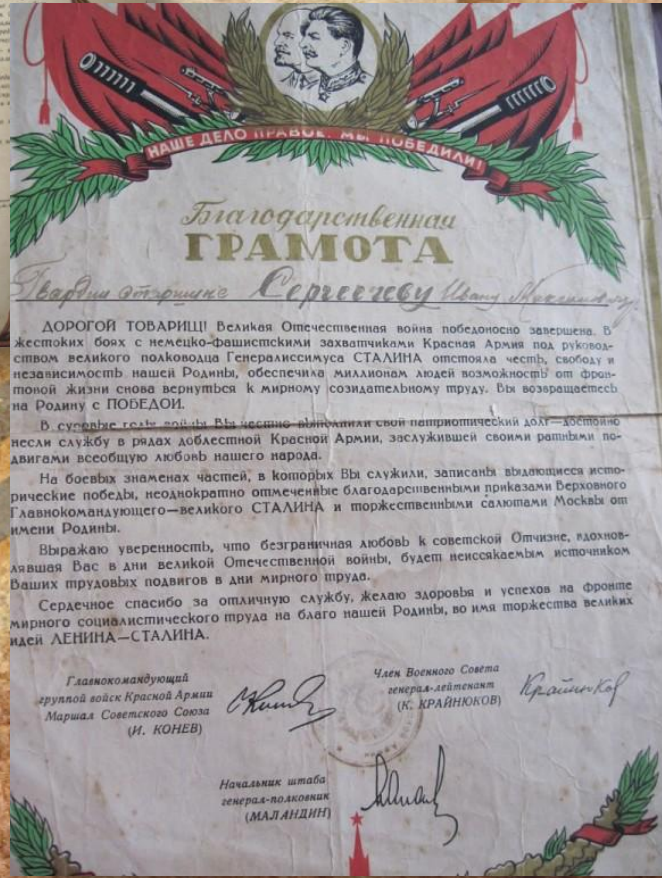 НАШЕ ДЕЛО ПРАВОЕ. МЫ ПОБЕДИЛИ!
Благодарственная
ГРАМОТА
Гвардии старшине Сергеечеву Ивану
ДОРОГОЙ ТОВАРИЩ! Великая Отечественная война победоносно завершена. В
жестоких боях с немецко-фашистскими захватчиками Красная Армия под руковод-
ством великого полководца Генералиссимуса СТАЛИНА отстояла честь, свободу и
независимость нашей Родины, обеспечила миллионам людей возможность от фрон-
товой жизни снова вернуться к мирному созидательному труду. Вы возвращаетесь
на Родину с ПОБЕДОЙ.
В суровые годы войны Вы честно выполнили свой патриотический долг—достойно
несли службу в рядах доблестной Красной Армии, заслужившей своими ратными по-
двигами всеобщую любовь нашего народа.
На боевых знаменах частей, в которых Вы служили, записаны выдающиеся исто-
рические победы, неоднократно отмеченные благодарственными приказами Верховного
Главнокомандующего—великого СТАЛИНА и торжественными салютами Москвы от
имени Родины.
Выражаю уверенность, что безграничная любовь к советской Отчизне, вдохнов-
лявшая Вас в дни великой Отечественной войны, будет неиссякаемым источником
Ваших трудовых подвигов в дни мирного труда.
Сердечное спасибо за отличную службу, желаю здоровья и успехов на фронте
мирного социалистического труда на благо нашей Родины, во имя торжества великих
идей ЛЕНИНА—СТАЛИНА.
Главнокомандующий
группой войск Красной Армии
Маршал Советского Союза
(И. КОНЕВ)
Член Военного Совета
генерал-лейтенант
(К. КРАЙНЮКОВ)
Крайнюков
Начальник штаба
генерал-полковник
(МАЛАНДИН)